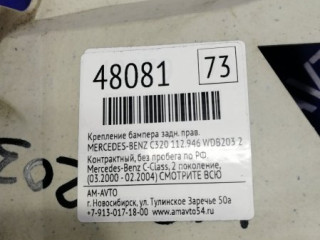 48081 73
Крепление бампера задн. прав.
MERCEDES-BENZ C320 112.946 WDB203 2
Контрактный, без пробега по РФ.
Mercedes-Benz C-Class, 2 поколение,
(03.2000 - 02.2004) СМОТРИТЕ ВСЮ
АМ-АВТО
г. Новосибирск, ул. Тулинское Заречье 50а
+7-913-017-18-00 www.amavto54.ru